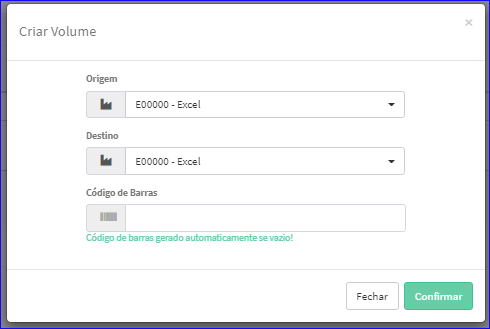 Criar Volume
×
Origem
E00000 - Excel
Destino
E00000 - Excel
Código de Barras
Código de barras gerado automaticamente se vazio!
Fechar
Confirmar